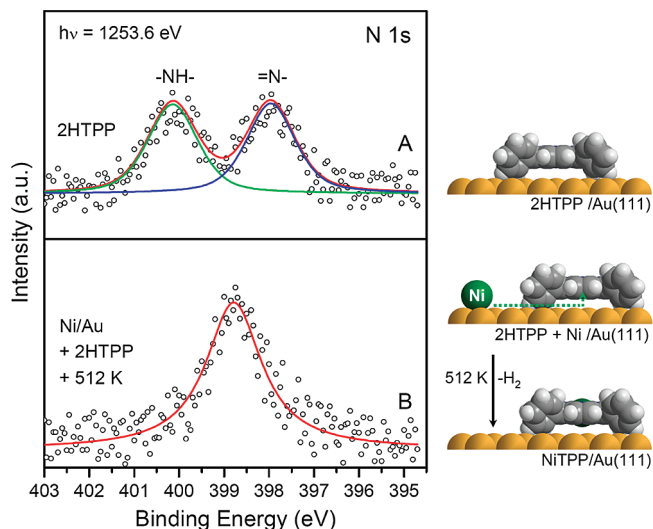 hν = 1253.6 eV
N 1s
-NH-
=N-
2HTPP
A
Ni/Au
+ 2HTPP
+ 512 K
B
Intensity (a.u.)
403 402 401 400 399 398 397 396 395
Binding Energy (eV)
2HTPP /Au(111)
Ni
2HTPP + Ni /Au(111)
512 K -H₂
NiTPP/Au(111)